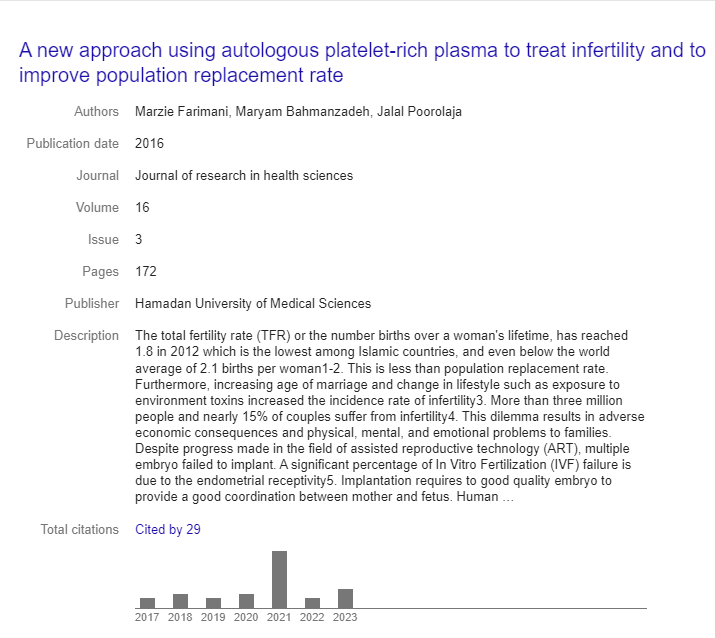 A new approach using autologous platelet-rich plasma to treat infertility and to
improve population replacement rate
Authors Marzie Farimani, Maryam Bahmanzadeh, Jalal Poorolaja
Publication date 2016
Journal Journal of research in health sciences
Volume 16
Issue 3
Pages 172
Publisher Hamadan University of Medical Sciences
Description The total fertility rate (TFR) or the number births over a woman's lifetime, has reached
1.8 in 2012 which is the lowest among Islamic countries, and even below the world
average of 2.1 births per woman1-2. This is less than population replacement rate.
Furthermore, increasing age of marriage and change in lifestyle such as exposure to
environment toxins increased the incidence rate of infertility3. More than three million
people and nearly 15% of couples suffer from infertility4. This dilemma results in adverse
economic consequences and physical, mental, and emotional problems to families.
Despite progress made in the field of assisted reproductive technology (ART), multiple
embryo failed to implant. A significant percentage of In Vitro Fertilization (IVF) failure is
due to the endometrial receptivity5. Implantation requires to good quality embryo to
provide a good coordination between mother and fetus. Human …
Total citations Cited by 29
2017 2018 2019 2020 2021 2022 2023